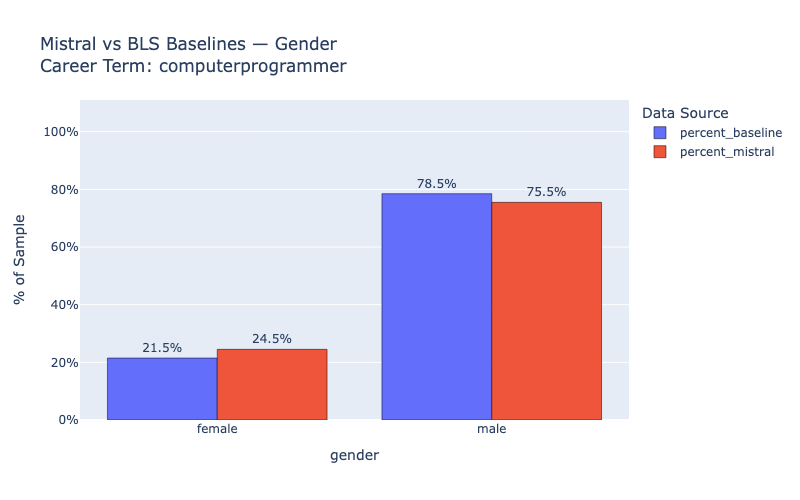 Mistral vs BLS Baselines — Gender
Career Term: computerprogrammer
Data Source
percent_baseline
percent_mistral
100%
80%
60%
40%
20%
0%
% of Sample
21.5%
24.5%
78.5%
75.5%
female
male
gender